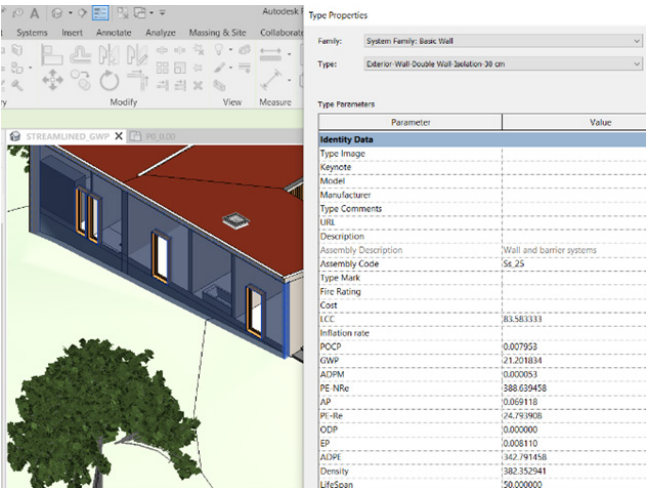 Autodesk R
Systems Insert Annotate Analyze Massing & Site Collaborate
Modify View Measure
STREAMLINED_GWP X P0_0.00
Type Properties
Family: System Family: Basic Wall
Type: Exterior-Wall-Double Wall-Isolation-30 cm
Type Parameters
Parameter Value
Identity Data
Type Image
Keynote
Model
Manufacturer
Type Comments
URL
Description
Assembly Description Wall and barrier systems
Assembly Code Ss_25
Type Mark
Fire Rating
Cost
LCC 83.583333
Inflation rate
POCP 0.007953
GWP 21.201834
ADPM 0.000053
PE-NRe 388.639458
AP 0.069118
PE-Re 24.793908
ODP 0.000000
EP 0.008110
ADPE 342.791458
Density 382.352941
LifeSpan 50.000000